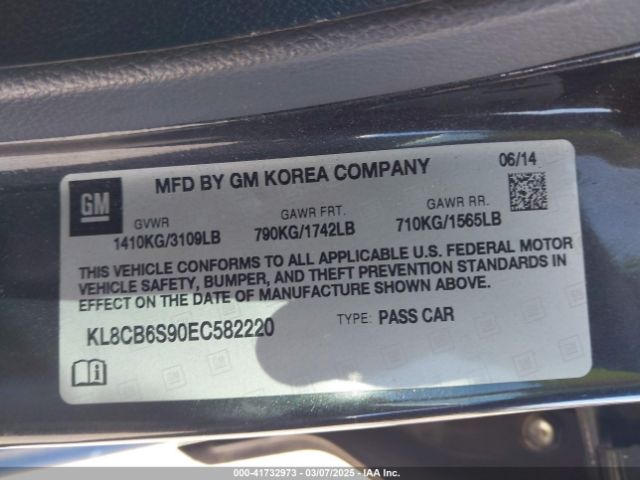 GM
MFD BY GM KOREA COMPANY
06/14
GVWR
GAWR FRT.
GAWR RR.
1410KG/3109LB
790KG/1742LB
710KG/1565LB
THIS VEHICLE CONFORMS TO ALL APPLICABLE U.S. FEDERAL MOTOR
VEHICLE SAFETY, BUMPER, AND THEFT PREVENTION STANDARDS IN
EFFECT ON THE DATE OF MANUFACTURE SHOWN ABOVE.
KL8CB6S90EC582220
TYPE: PASS CAR
000-41732973 — 03/07/2025 — IAA Inc.